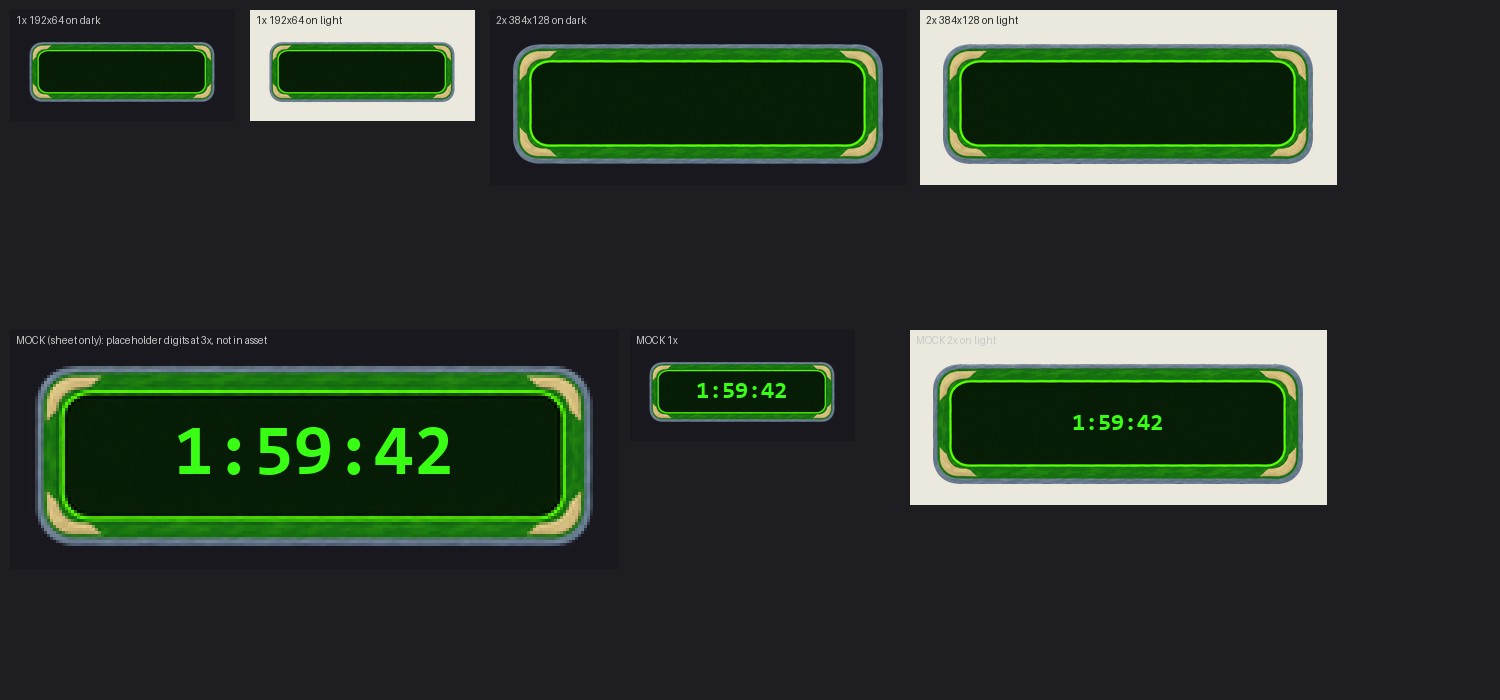 1x 192x64 on dark
1x 192x64 on light
2x 384x128 on dark
2x 384x128 on light
MOCK (sheet only): placeholder digits at 3x, not in asset
1:59:42
MOCK 1x
1:59:42
MOCK 2x on light
1:59:42